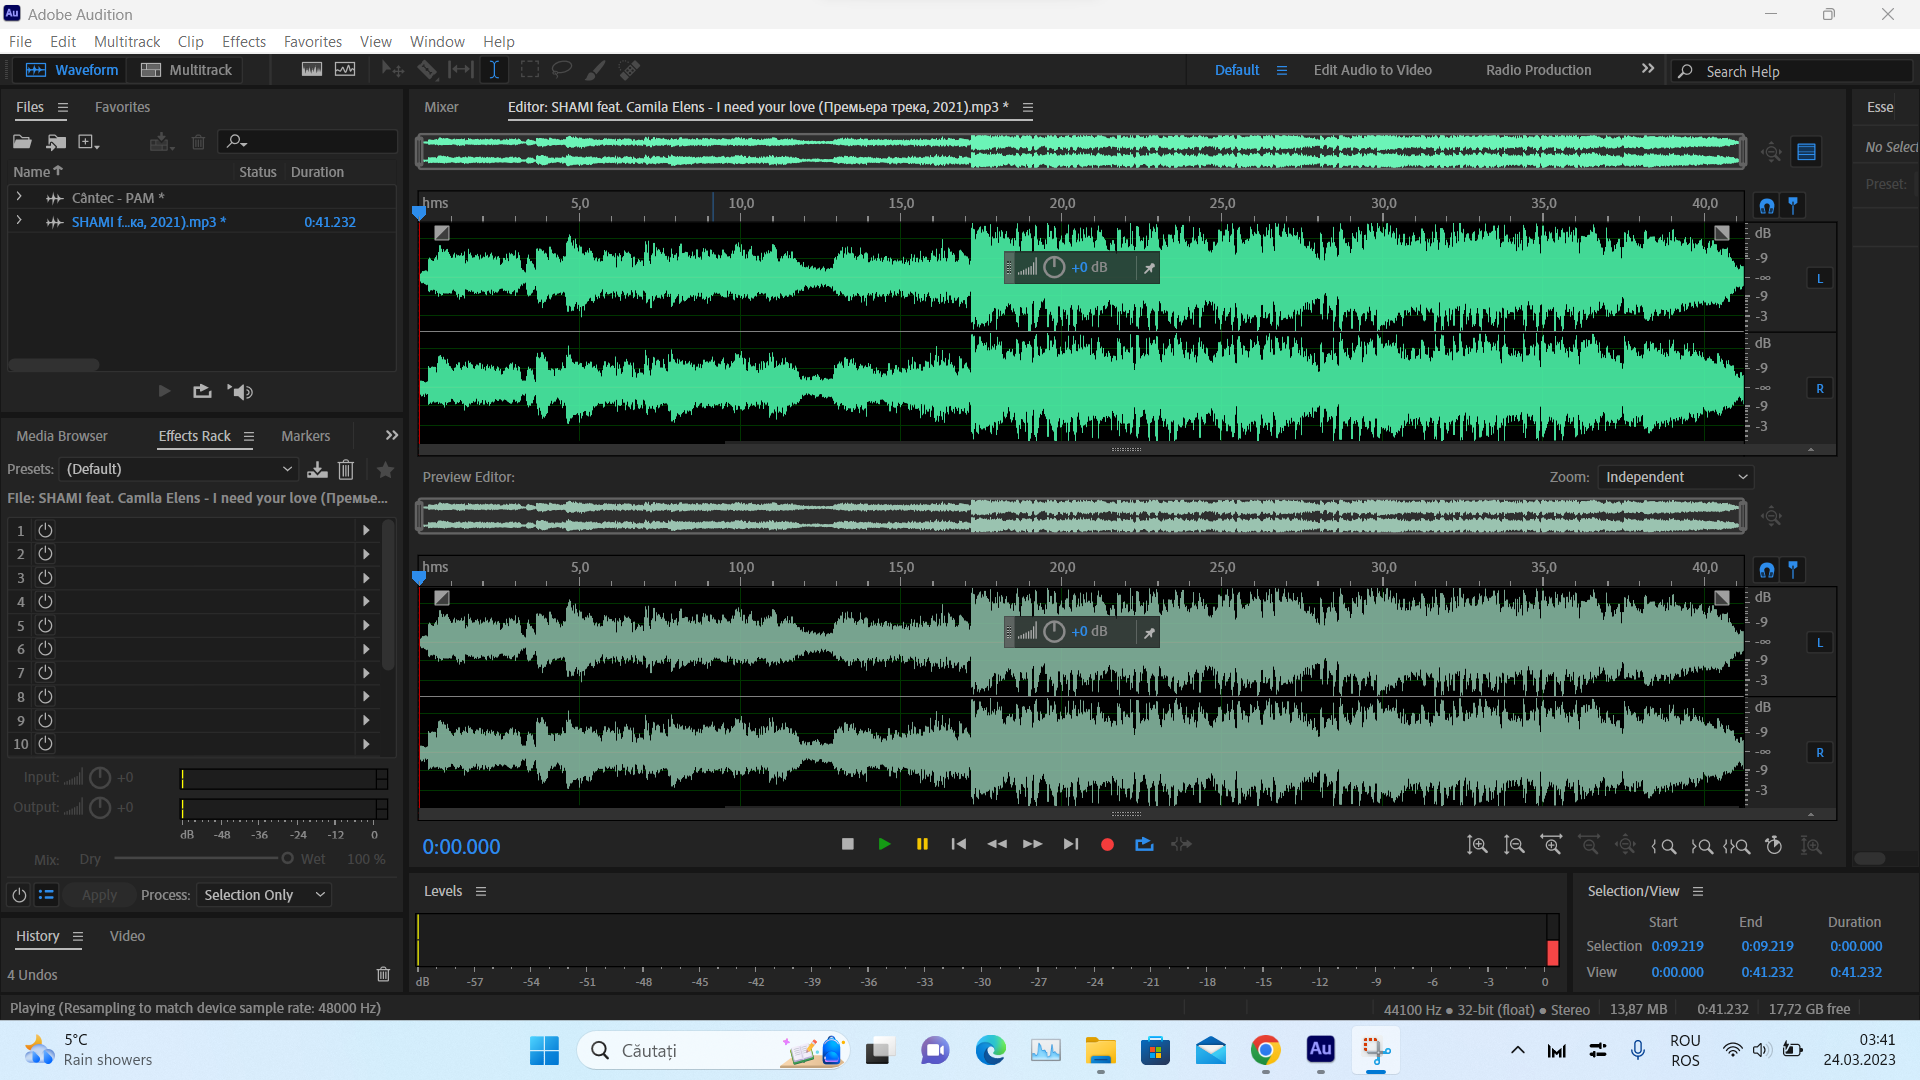 Au Adobe Audition
File Edit Multitrack Clip Effects Favorites View Window Help
Waveform Multitrack Default Edit Audio to Video Radio Production Search Help
Files Favorites
Name Status Duration
Cântec - PAM *
SHAMI f...ка, 2021).mp3 * 0:41.232
Media Browser Effects Rack Markers
Presets: (Default)
File: SHAMI feat. Camila Elens - I need your love (Премье...
1
2
3
4
5
6
7
8
9
10
Input: +0
Output: +0
dB -48 -36 -24 -12 0
Mix: Dry Wet 100 %
Apply Process: Selection Only
History Video
4 Undos
Mixer Editor: SHAMI feat. Camila Elens - I need your love (Премьера трека, 2021).mp3 *
hms 5,0 10,0 15,0 20,0 25,0 30,0 35,0 40,0
+0 dB
dB
-9
-∞
-9
-3
L
dB
-9
-∞
-9
-3
R
Preview Editor: Zoom: Independent
hms 5,0 10,0 15,0 20,0 25,0 30,0 35,0 40,0
+0 dB
dB
-9
-∞
-9
-3
L
dB
-9
-∞
-9
-3
R
0:00.000
Levels
dB -57 -54 -51 -48 -45 -42 -39 -36 -33 -30 -27 -24 -21 -18 -15 -12 -9 -6 -3 0
Esse
No Select
Preset:
Selection/View
Start End Duration
Selection 0:09.219 0:09.219 0:00.000
View 0:00.000 0:41.232 0:41.232
Playing (Resampling to match device sample rate: 48000 Hz) 44100 Hz ● 32-bit (float) ● Stereo 13,87 MB 0:41.232 17,72 GB free
5°C
Rain showers
Căutați
Au
ROU
ROS
03:41
24.03.2023